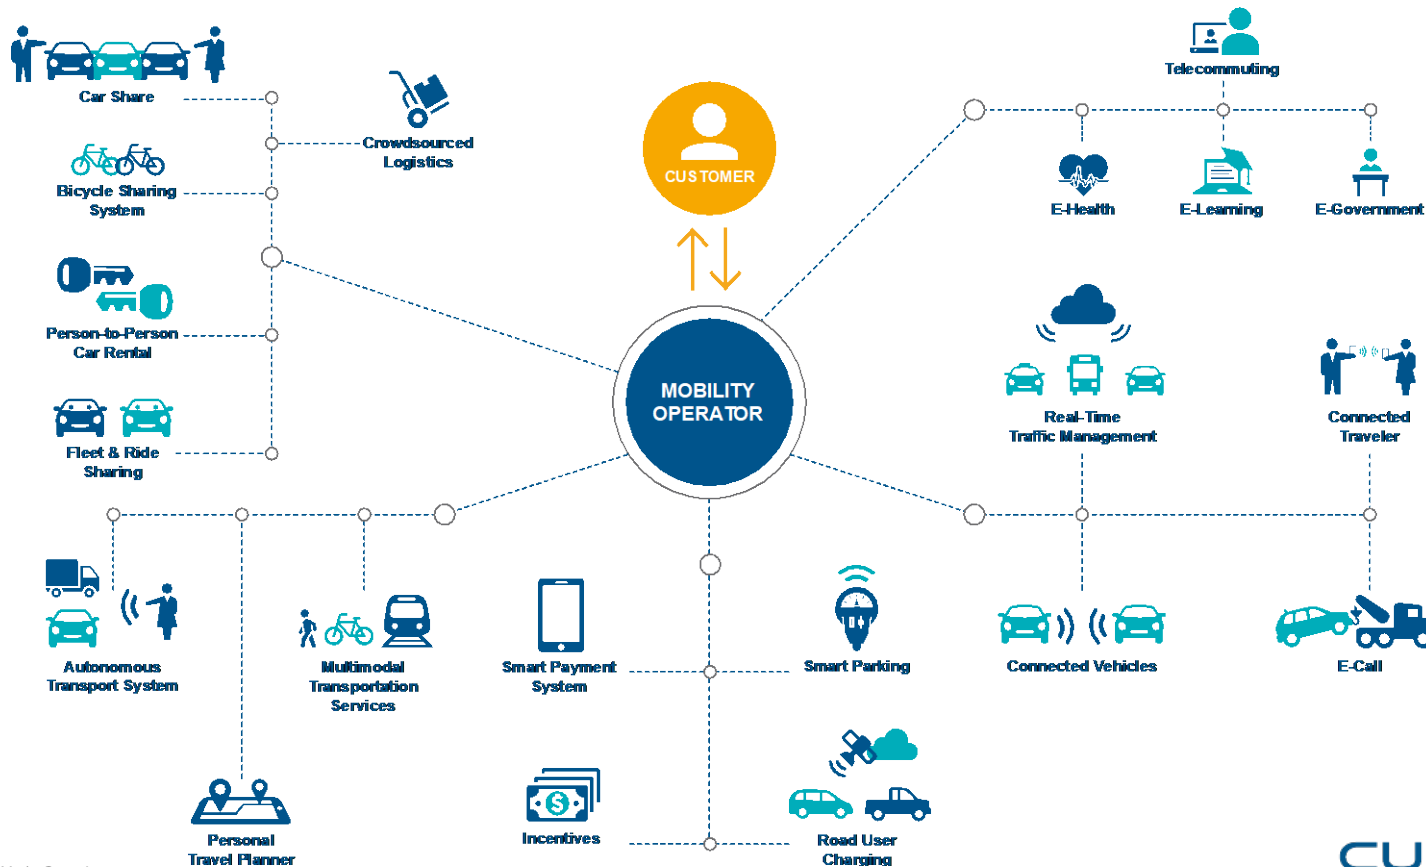 Telecommuting
Car Share
Crowdsourced
Logistics
CUSTOMER
Bicycle Sharing
System
E-Health
E-Learning
E-Government
Person-to-Person
Car Rental
MOBILITY
OPERATOR
Real-Time
Traffic Management
Connected
Traveler
Fleet & Ride
Sharing
Autonomous
Transport System
Multimodal
Transportation
Services
Smart Payment
System
Smart Parking
Connected Vehicles
E-Call
Personal
Travel Planner
Incentives
Road User
Charging